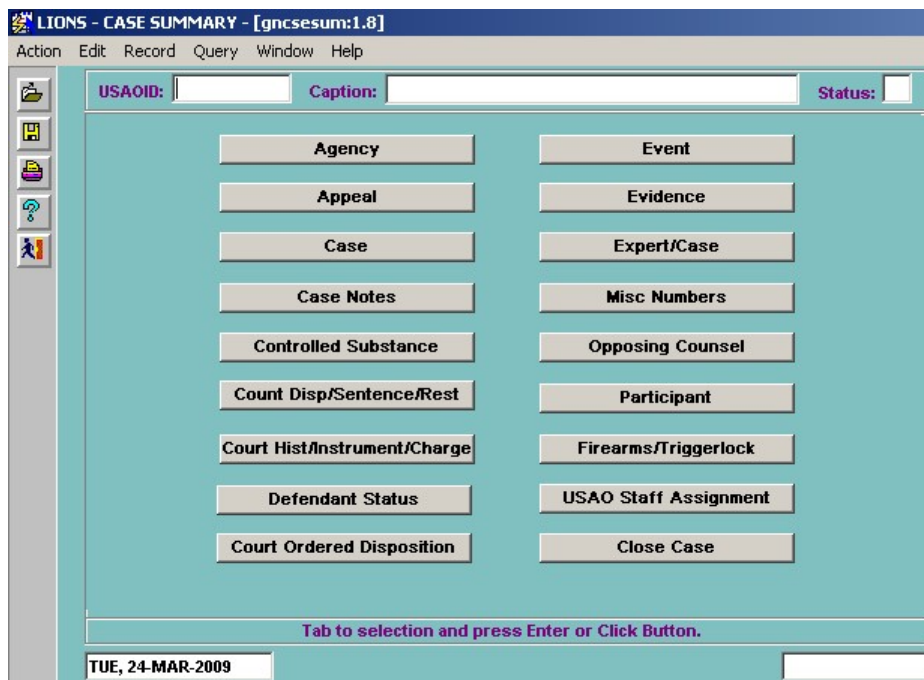 LIONS - CASE SUMMARY - [gncsesum:1.8]
Action Edit Record Query Window Help
USAOID: Caption: Status:
Agency Event
Appeal Evidence
Case Expert/Case
Case Notes Misc Numbers
Controlled Substance Opposing Counsel
Count Disp/Sentence/Rest Participant
Court Hist/Instrument/Charge Firearms/Triggerlock
Defendant Status USAO Staff Assignment
Court Ordered Disposition Close Case
Tab to selection and press Enter or Click Button.
TUE, 24-MAR-2009